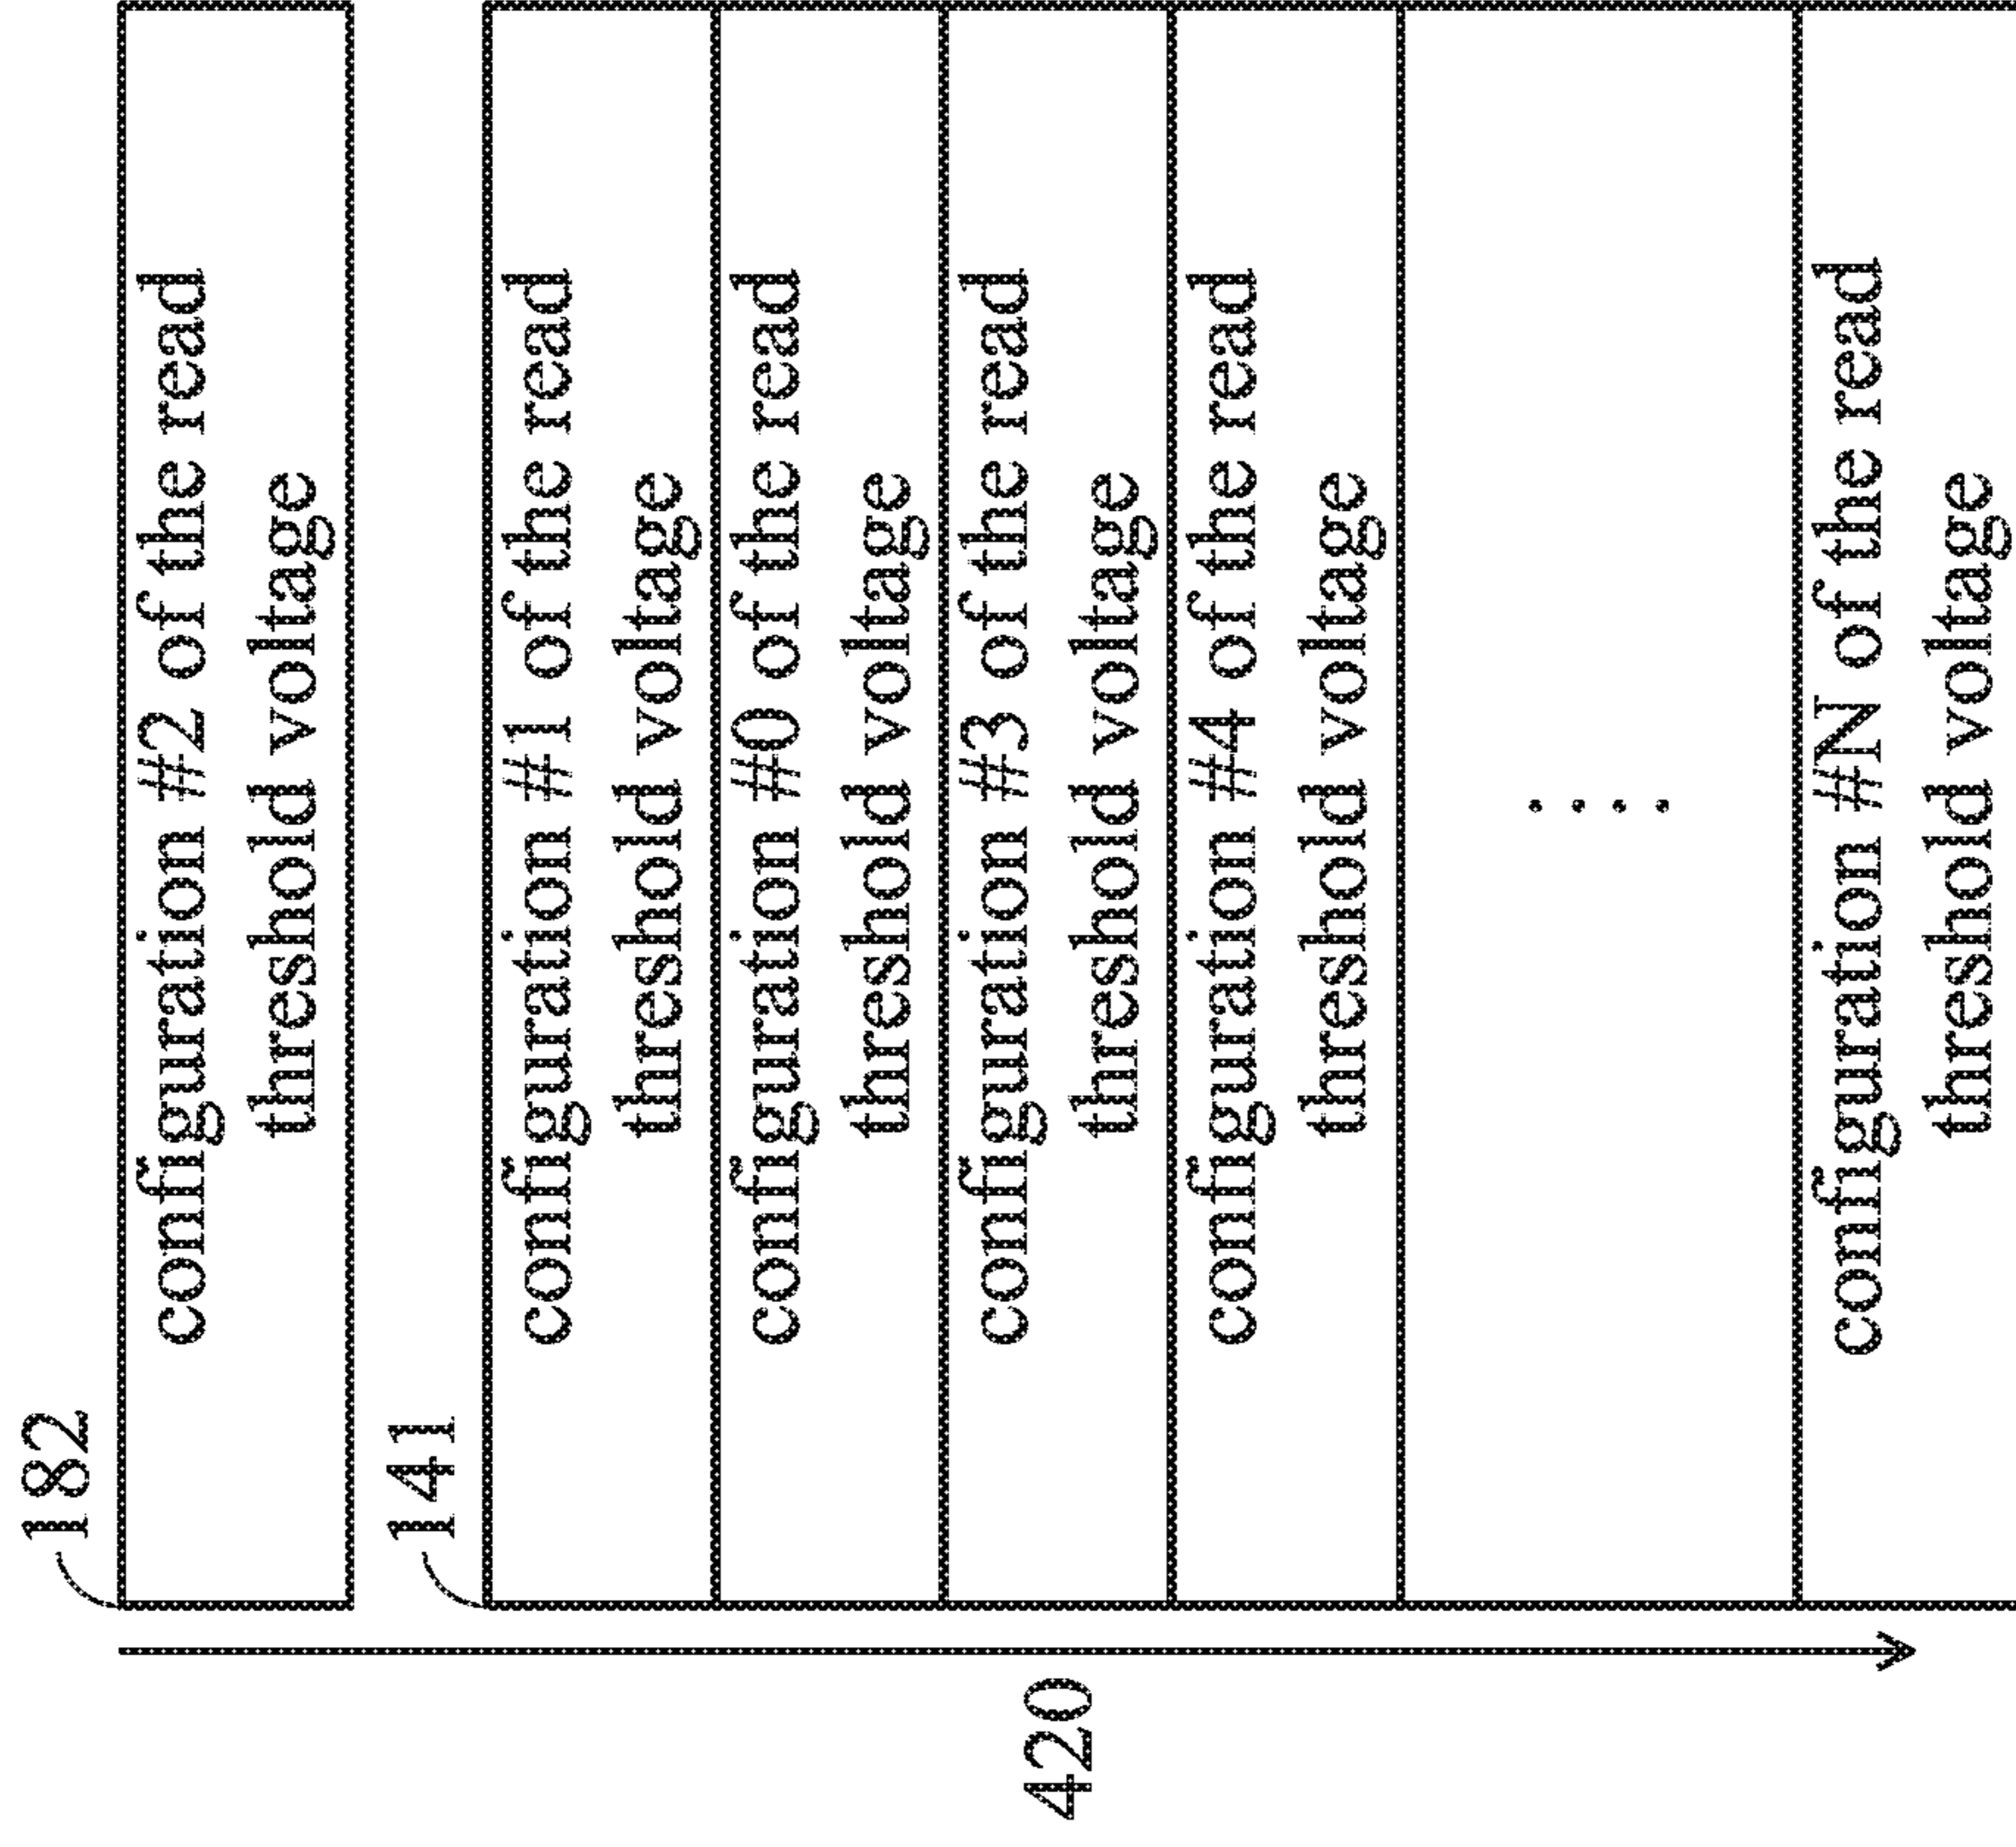 182
configuration #2 of the read
threshold voltage
141
configuration #1 of the read
threshold voltage
configuration #0 of the read
threshold voltage
configuration #3 of the read
threshold voltage
configuration #4 of the read
threshold voltage
....
configuration #N of the read
threshold voltage
420